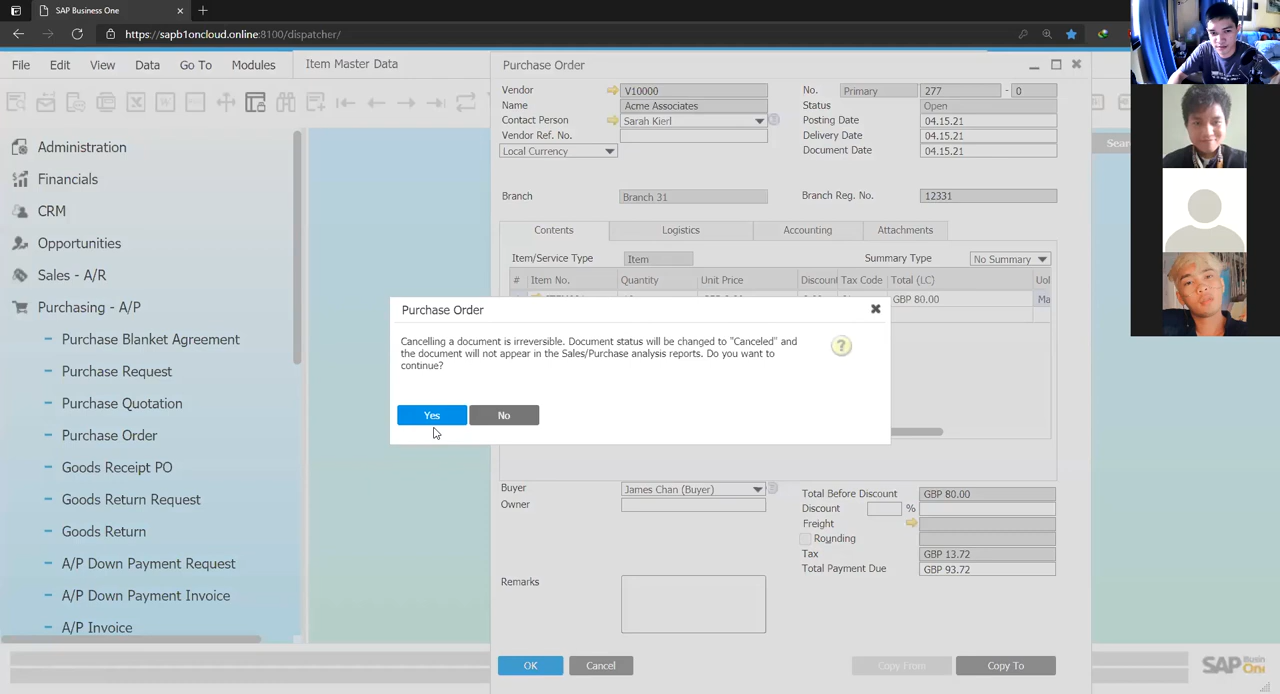 SAP Business One
https://sapb1oncloud.online:8100/dispatcher/
File Edit View Data Go To Modules Item Master Data
Administration
Financials
CRM
Opportunities
Sales - A/R
Purchasing - A/P
Purchase Blanket Agreement
Purchase Request
Purchase Quotation
Purchase Order
Goods Receipt PO
Goods Return Request
Goods Return
A/P Down Payment Request
A/P Down Payment Invoice
A/P Invoice
Purchase Order
Vendor V10000
Name Acme Associates
Contact Person Sarah Kierl
Vendor Ref. No.
Local Currency
No. Primary 277 - 0
Status Open
Posting Date 04.15.21
Delivery Date 04.15.21
Document Date 04.15.21
Branch Branch 31
Branch Reg. No. 12331
Contents Logistics Accounting Attachments
Item/Service Type Item
Summary Type No Summary
# Item No. Quantity Unit Price Discount Tax Code Total (LC) UoM
GBP 80.00 Ma
Purchase Order
Cancelling a document is irreversible. Document status will be changed to "Canceled" and
the document will not appear in the Sales/Purchase analysis reports. Do you want to
continue?
Yes No
Buyer James Chan (Buyer)
Owner
Total Before Discount GBP 80.00
Discount %
Freight
Rounding
Tax GBP 13.72
Total Payment Due GBP 93.72
Remarks
OK Cancel
Copy From Copy To
Sear
SAP Busin
One